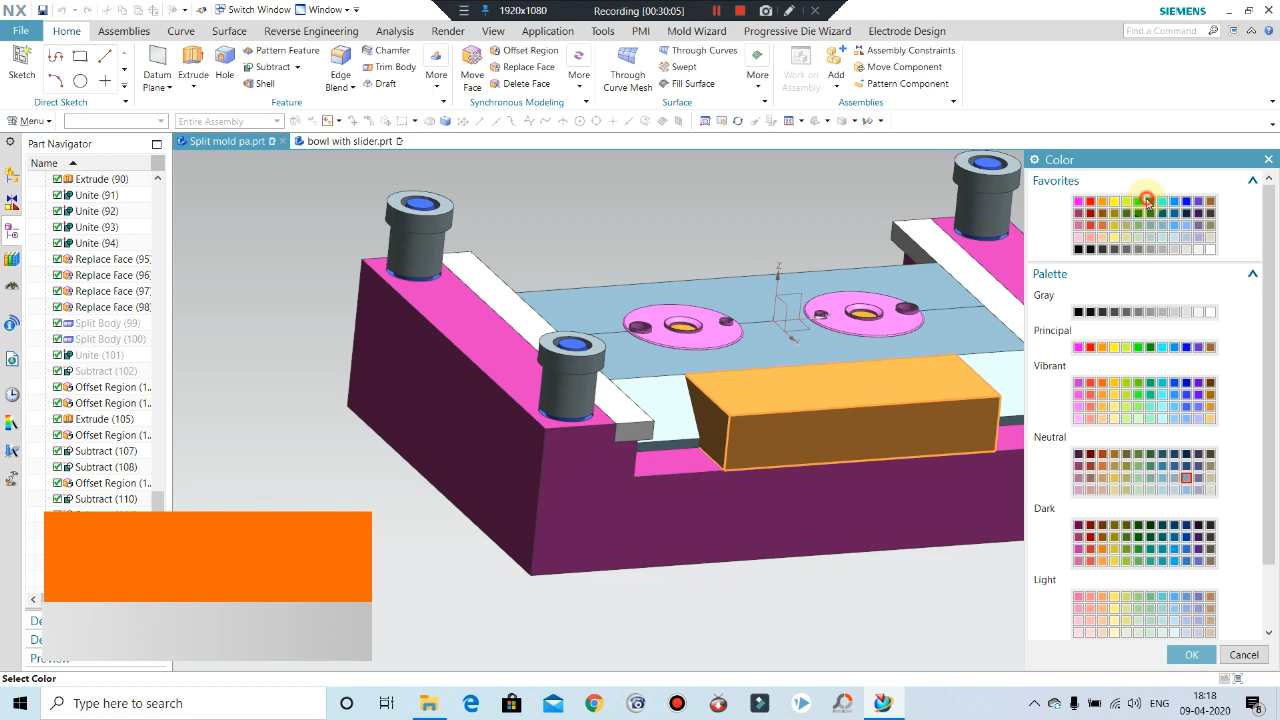 NX
Switch Window
Window
1920x1080
Recording [00:30:05]
SIEMENS
File
Home
Assemblies
Curve
Surface
Reverse Engineering
Analysis
Render
View
Application
Tools
PMI
Mold Wizard
Progressive Die Wizard
Electrode Design
Find a Command
Sketch
Direct Sketch
Datum Plane
Extrude
Hole
Pattern Feature
Subtract
Shell
Edge Blend
Chamfer
Trim Body
Draft
More
Feature
Move Face
Offset Region
Replace Face
Delete Face
More
Synchronous Modeling
Through Curve Mesh
Through Curves
Swept
Fill Surface
More
Surface
Work on Assembly
Add
Assembly Constraints
Move Component
Pattern Component
Assemblies
Menu
Entire Assembly
Part Navigator
Name
Split mold pa.prt
bowl with slider.prt
Extrude (90)
Unite (91)
Unite (92)
Unite (93)
Unite (94)
Replace Face (95)
Replace Face (96)
Replace Face (97)
Replace Face (98)
Split Body (99)
Split Body (100)
Unite (101)
Subtract (102)
Offset Region (1..
Offset Region (1..
Extrude (105)
Offset Region (1..
Subtract (107)
Subtract (108)
Offset Region (1..
Subtract (110)
De
De
Preview
Z
Color
Favorites
Palette
Gray
Principal
Vibrant
Neutral
Dark
Light
OK
Cancel
Select Color
Type here to search
ENG
18:18
09-04-2020